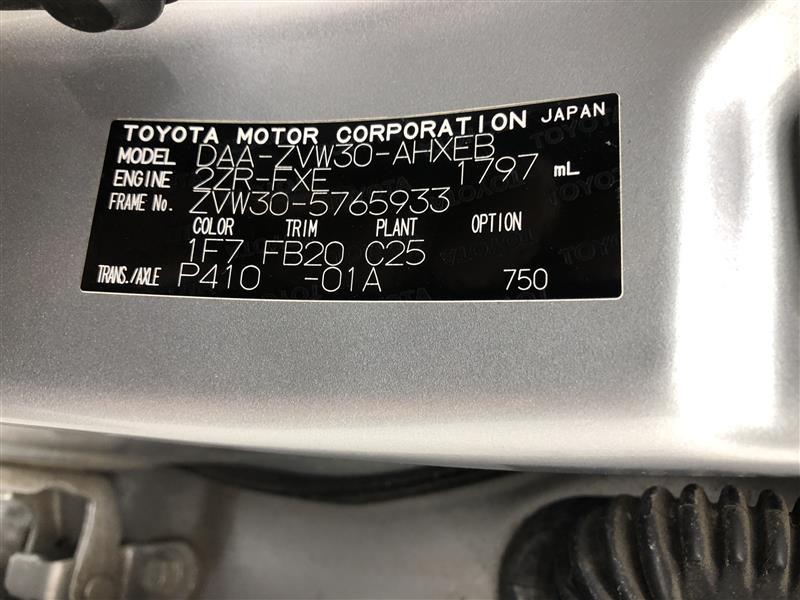 TOYOTA MOTOR CORPORATION JAPAN
MODEL DAA-ZVW30-AHXEB
ENGINE 2ZR-FXE 1797 mL
FRAME No. ZVW30-5765933
COLOR TRIM PLANT OPTION
1F7 FB20 C25
TRANS./AXLE P410 -01A 750